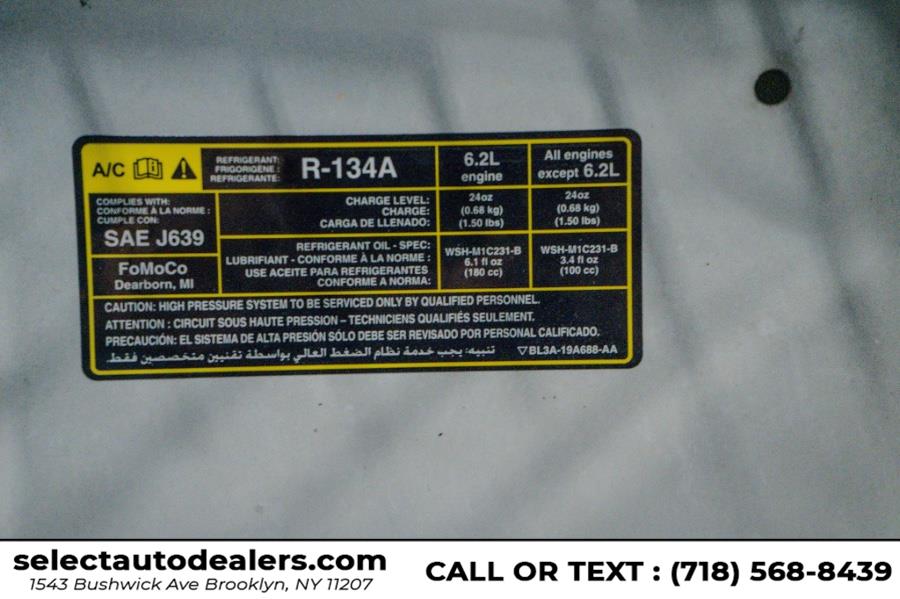 A/C
REFRIGERANT:
FRIGORIGÈNE :
REFRIGERANTE:
R-134A
6.2L
engine
All engines
except 6.2L
COMPLIES WITH:
CONFORME À LA NORME :
CUMPLE CON:
SAE J639
CHARGE LEVEL:
CHARGE:
CARGA DE LLENADO:
24oz
(0.68 kg)
(1.50 lbs)
24oz
(0.68 kg)
(1.50 lbs)
FoMoCo
Dearborn, MI
REFRIGERANT OIL - SPEC:
LUBRIFIANT - CONFORME À LA NORME :
USE ACEITE PARA REFRIGERANTES
CONFORME A NORMA:
WSH-M1C231-B
6.1 fl oz
(180 cc)
WSH-M1C231-B
3.4 fl oz
(100 cc)
CAUTION: HIGH PRESSURE SYSTEM TO BE SERVICED ONLY BY QUALIFIED PERSONNEL.
ATTENTION : CIRCUIT SOUS HAUTE PRESSION – TECHNICIENS QUALIFIÉS SEULEMENT.
PRECAUCIÓN: EL SISTEMA DE ALTA PRESIÓN SÓLO DEBE SER REVISADO POR PERSONAL CALIFICADO.
تنبيه: يجب خدمة نظام الضغط العالي بواسطة تقنيين متخصصين فقط.
▽BL3A-19A688-AA
selectautodealers.com
1543 Bushwick Ave Brooklyn, NY 11207
CALL OR TEXT : (718) 568-8439